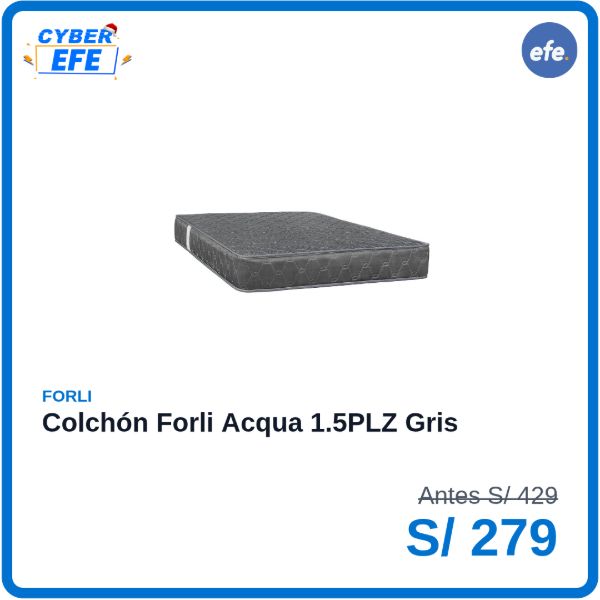 CYBER
EFE
efe.
FORLI
Colchón Forli Acqua 1.5PLZ Gris
Antes S/ 429
S/ 279